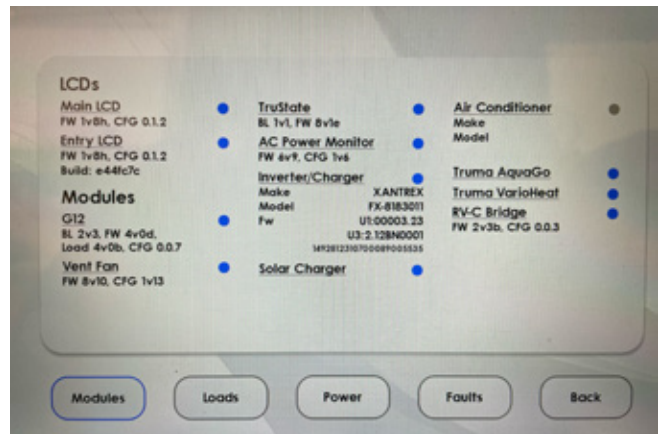 LCDs
Main LCD
FW 1v8h, CFG 0.1.2
Entry LCD
FW 1v8h, CFG 0.1.2
Build: e44fc7c
Modules
G12
BL 2v3, FW 4v0d,
Load 4v0b, CFG 0.0.7
Vent Fan
FW 8v10, CFG 1v13
TruState
BL 1v1, FW 8v1e
AC Power Monitor
FW 6v9, CFG 1v6
Inverter/Charger
Make XANTREX
Model FX-8183011
Fw U1:00003.23
U3:2.12BN0001
Solar Charger
Air Conditioner
Make
Model
Truma AquaGo
Truma VarioHeat
RV-C Bridge
FW 2v3b, CFG 0.0.3
Modules
Loads
Power
Faults
Back